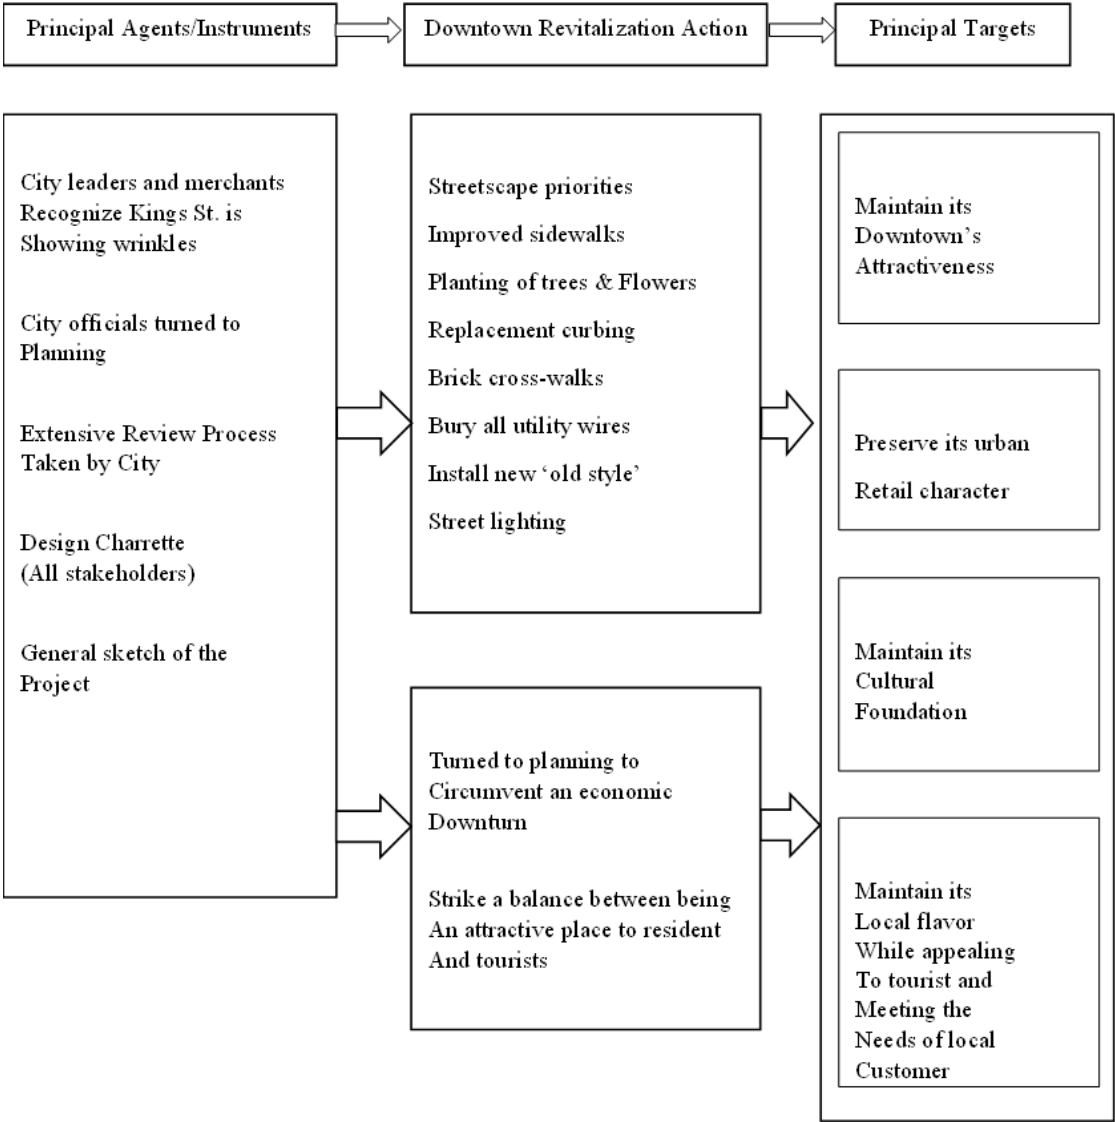 Principal Agents/Instruments
Downtown Revitalization Action
Principal Targets
City leaders and merchants
Recognize Kings St. is
Showing wrinkles
City officials turned to
Planning
Extensive Review Process
Taken by City
Design Charrette
(All stakeholders)
General sketch of the
Project
Streetscape priorities
Improved sidewalks
Planting of trees & Flowers
Replacement curbing
Brick cross-walks
Bury all utility wires
Install new ‘old style’
Street lighting
Turned to planning to
Circumvent an economic
Downturn
Strike a balance between being
An attractive place to resident
And tourists
Maintain its
Downtown’s
Attractiveness
Preserve its urban
Retail character
Maintain its
Cultural
Foundation
Maintain its
Local flavor
While appealing
To tourist and
Meeting the
Needs of local
Customer